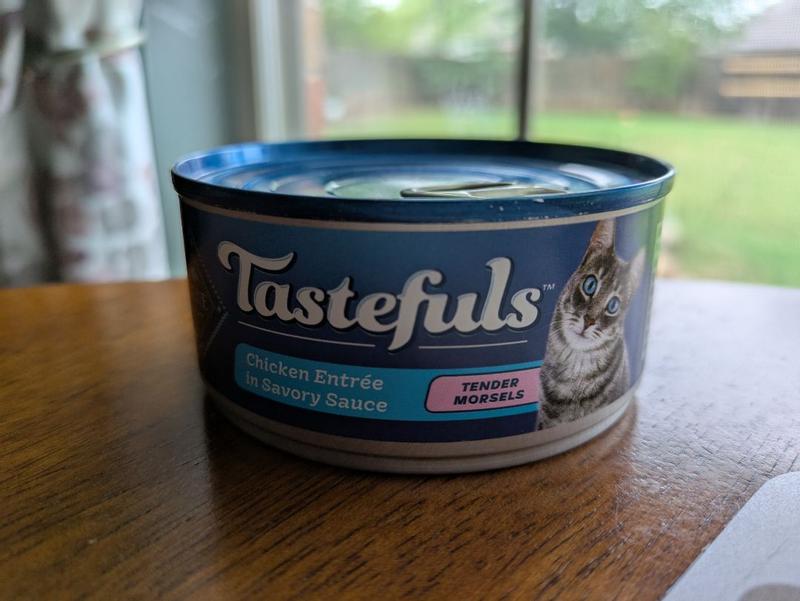 Tastefuls™
Chicken Entrée
in Savory Sauce
TENDER
MORSELS